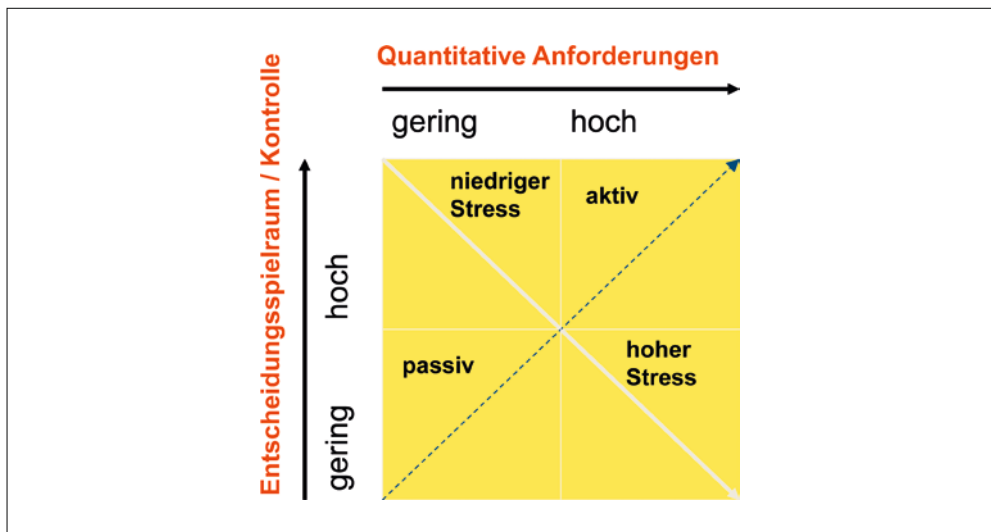 Quantitative Anforderungen
gering hoch
Entscheidungsspielraum / Kontrolle
hoch
gering
niedriger
Stress
aktiv
passiv
hoher
Stress